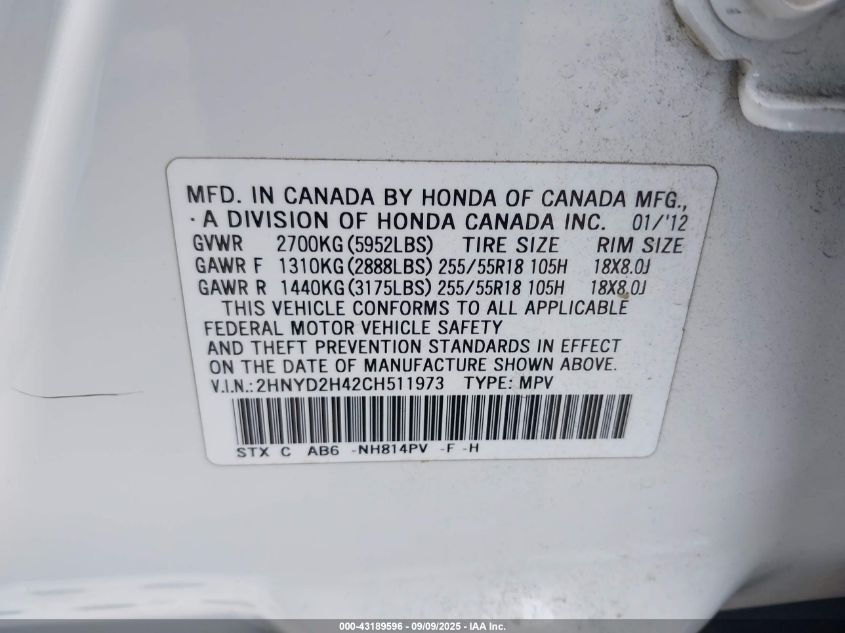 MFD. IN CANADA BY HONDA OF CANADA MFG.,
· A DIVISION OF HONDA CANADA INC. 01/'12
GVWR 2700KG(5952LBS) TIRE SIZE RIM SIZE
GAWR F 1310KG(2888LBS) 255/55R18 105H 18X8.0J
GAWR R 1440KG(3175LBS) 255/55R18 105H 18X8.0J
THIS VEHICLE CONFORMS TO ALL APPLICABLE
FEDERAL MOTOR VEHICLE SAFETY
AND THEFT PREVENTION STANDARDS IN EFFECT
ON THE DATE OF MANUFACTURE SHOWN ABOVE.
V.I.N.: 2HNYD2H42CH511973 TYPE: MPV
STX C AB6 -NH814PV -F -H
000-43189596 - 09/09/2025 - IAA Inc.